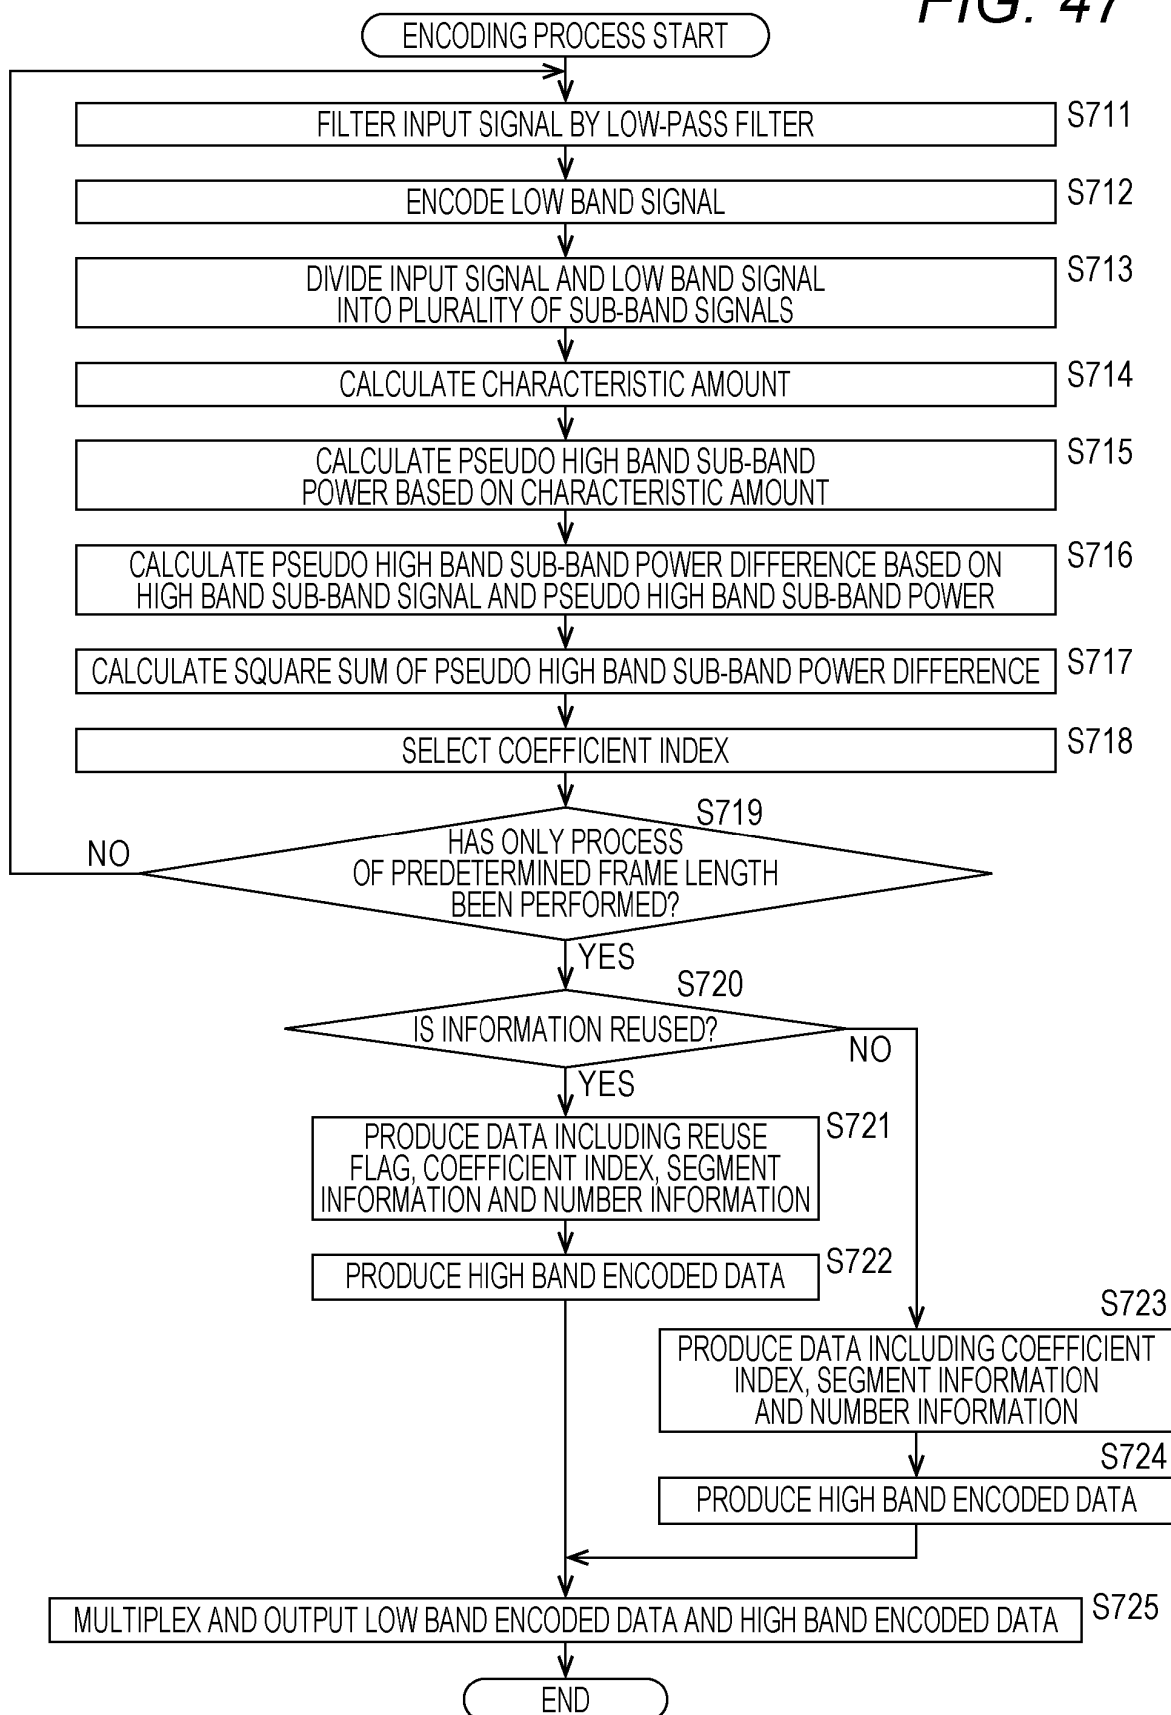 FIG. 47
ENCODING PROCESS START
FILTER INPUT SIGNAL BY LOW-PASS FILTER
S711
ENCODE LOW BAND SIGNAL
S712
DIVIDE INPUT SIGNAL AND LOW BAND SIGNAL
INTO PLURALITY OF SUB-BAND SIGNALS
S713
CALCULATE CHARACTERISTIC AMOUNT
S714
CALCULATE PSEUDO HIGH BAND SUB-BAND
POWER BASED ON CHARACTERISTIC AMOUNT
S715
CALCULATE PSEUDO HIGH BAND SUB-BAND POWER DIFFERENCE BASED ON
HIGH BAND SUB-BAND SIGNAL AND PSEUDO HIGH BAND SUB-BAND POWER
S716
CALCULATE SQUARE SUM OF PSEUDO HIGH BAND SUB-BAND POWER DIFFERENCE
S717
SELECT COEFFICIENT INDEX
S718
S719
HAS ONLY PROCESS
OF PREDETERMINED FRAME LENGTH
BEEN PERFORMED?
NO
YES
S720
IS INFORMATION REUSED?
NO
YES
PRODUCE DATA INCLUDING REUSE
FLAG, COEFFICIENT INDEX, SEGMENT
INFORMATION AND NUMBER INFORMATION
S721
PRODUCE HIGH BAND ENCODED DATA
S722
S723
PRODUCE DATA INCLUDING COEFFICIENT
INDEX, SEGMENT INFORMATION
AND NUMBER INFORMATION
S724
PRODUCE HIGH BAND ENCODED DATA
MULTIPLEX AND OUTPUT LOW BAND ENCODED DATA AND HIGH BAND ENCODED DATA
S725
END